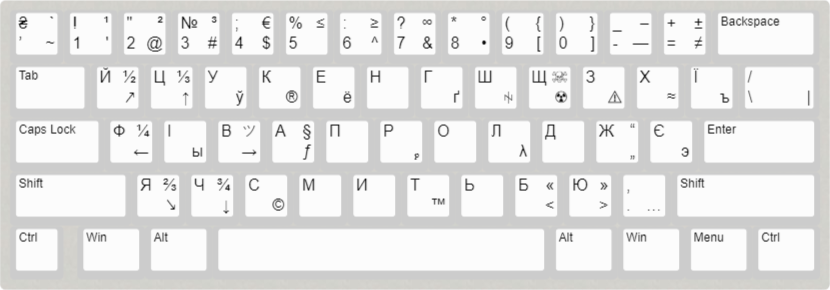 ₴ ` ! ¹ " ² № ³ ; € % ≤ : ≥ ? ∞ * ° ( { ) } _ – + ± Backspace
' ~ 1 ' 2 @ 3 # 4 $ 5 6 ^ 7 & 8 • 9 [ 0 ] - — = ≠
Tab Й ½ Ц ⅓ У К Е Н Г Ш Щ ☠ З Х Ї /
↗ ↑ ў ® ё ґ ☢ ⚠ ≈ ъ \ |
Caps Lock Ф ¼ І В ツ А § П Р О Л Д Ж “ Є Enter
← ы → ƒ λ „ э
Shift Я ⅔ Ч ¾ С М И Т Ь Б « Ю » , Shift
↘ ↓ © ™ < > . …
Ctrl Win Alt Alt Win Menu Ctrl